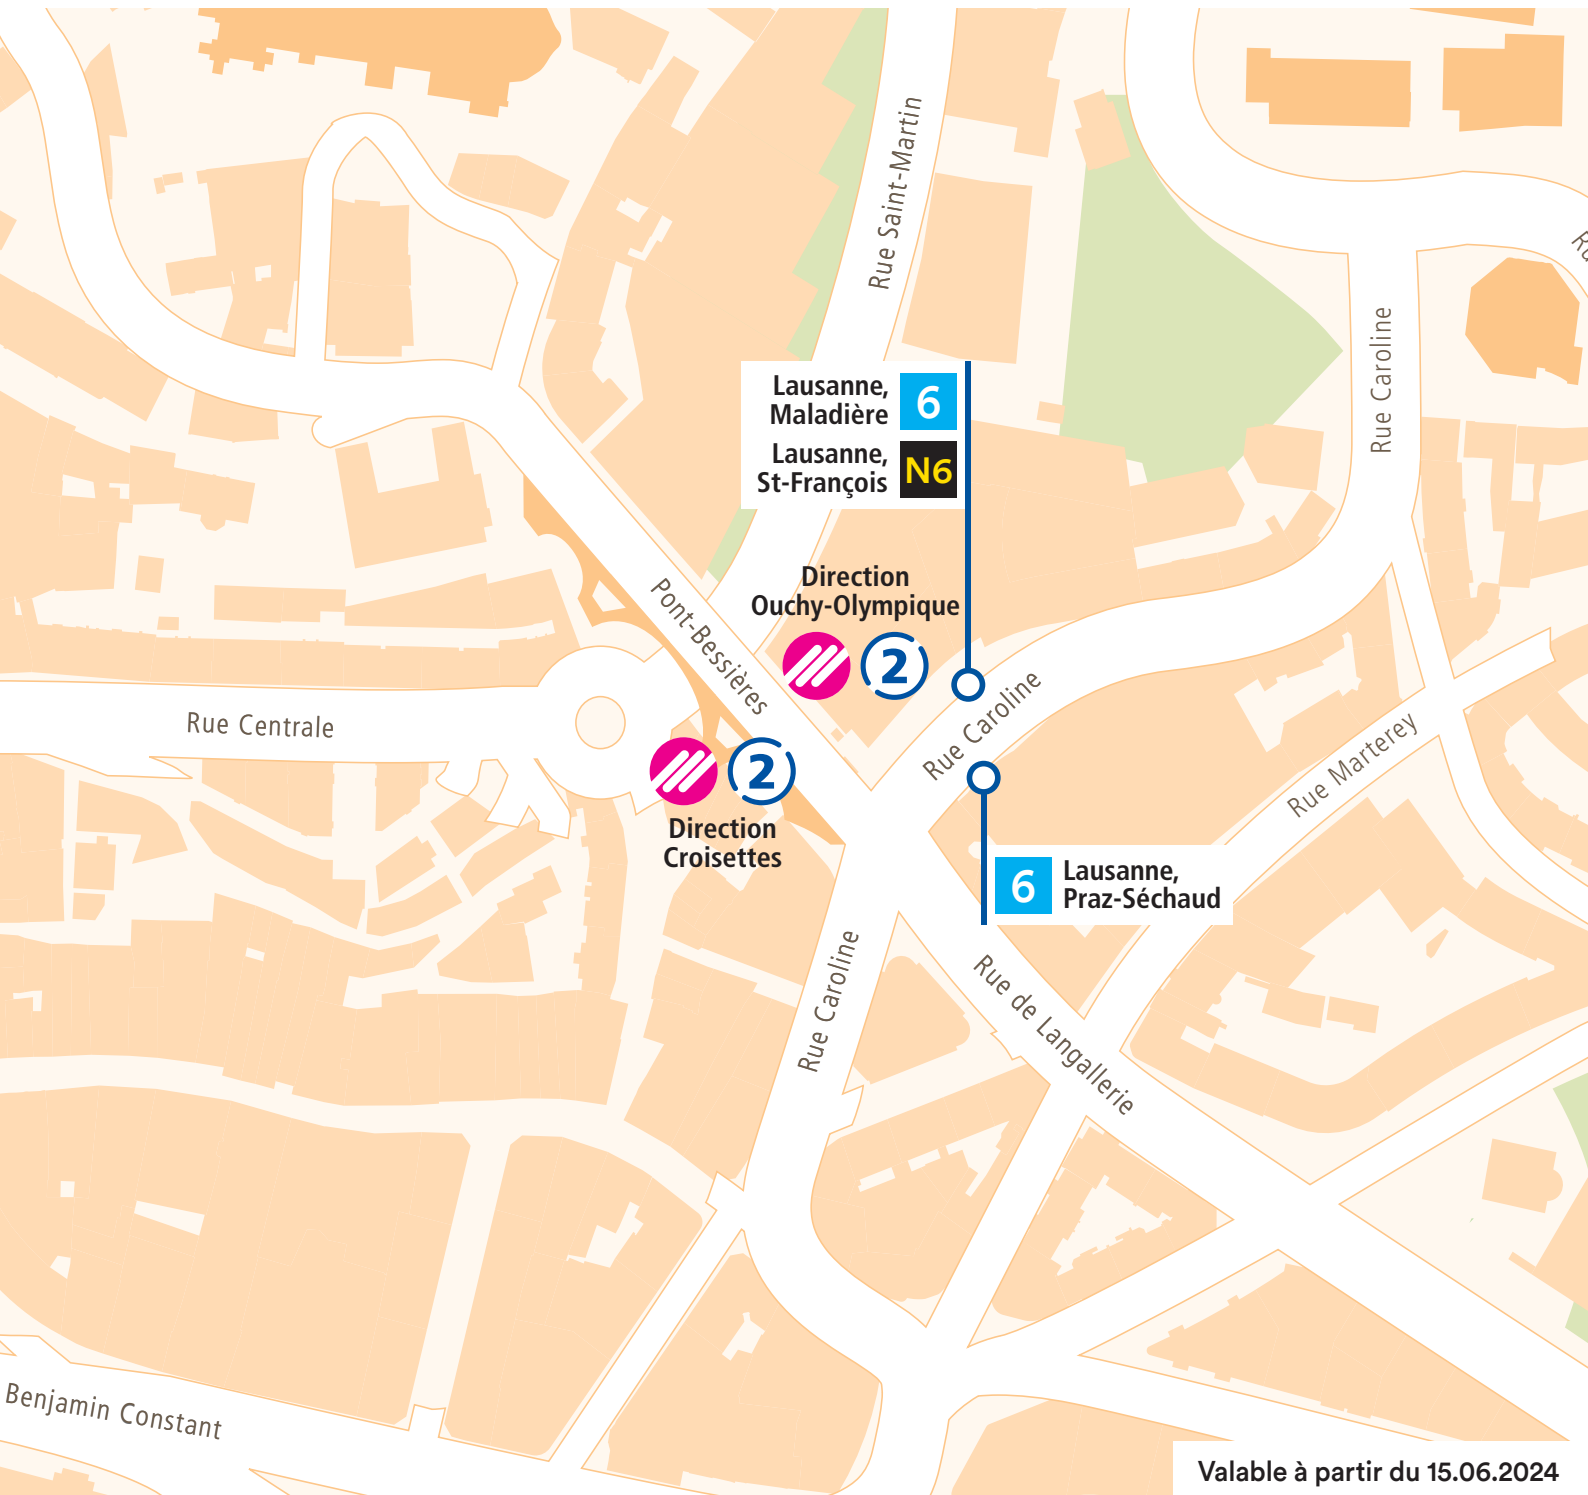 Rue Saint-Martin
Rue Caroline
Ru
Lausanne,
Maladière
6
Lausanne,
St-François
N6
Direction
Ouchy-Olympique
2
Pont-Bessières
Rue Caroline
Rue Centrale
2
Direction
Croisettes
Rue Marterey
6
Lausanne,
Praz-Séchaud
Rue Caroline
Rue de Langallerie
Benjamin Constant
Valable à partir du 15.06.2024